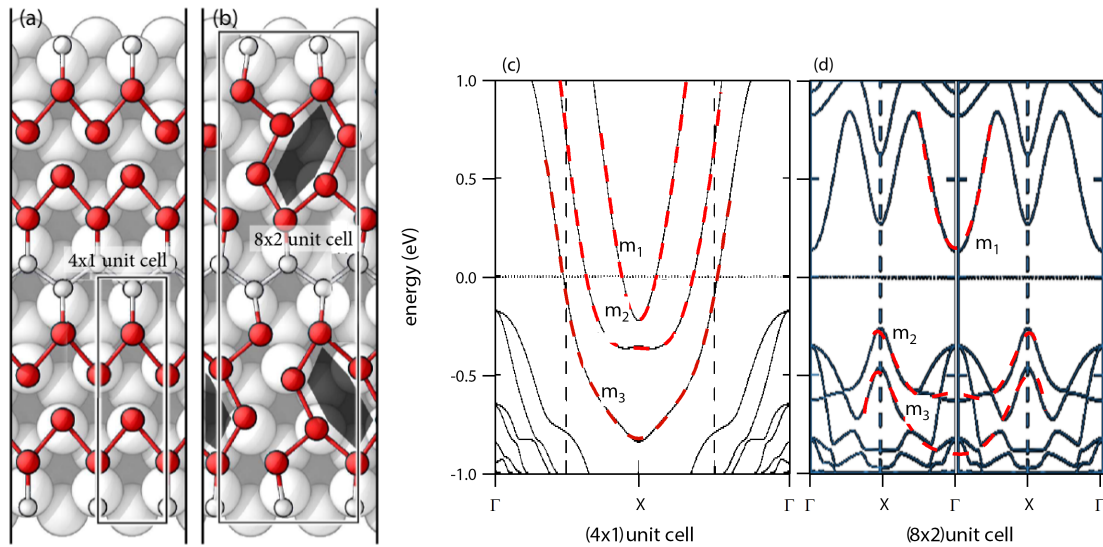 (a)
(b)
8x2 unit cell
4x1 unit cell
(c)
energy (eV)
1.0
0.5
0.0
-0.5
-1.0
m1
m2
m3
Γ
X
Γ
(4x1)unit cell
(d)
m1
m2
m3
Γ
X
Γ
X
Γ
(8x2)unit cell